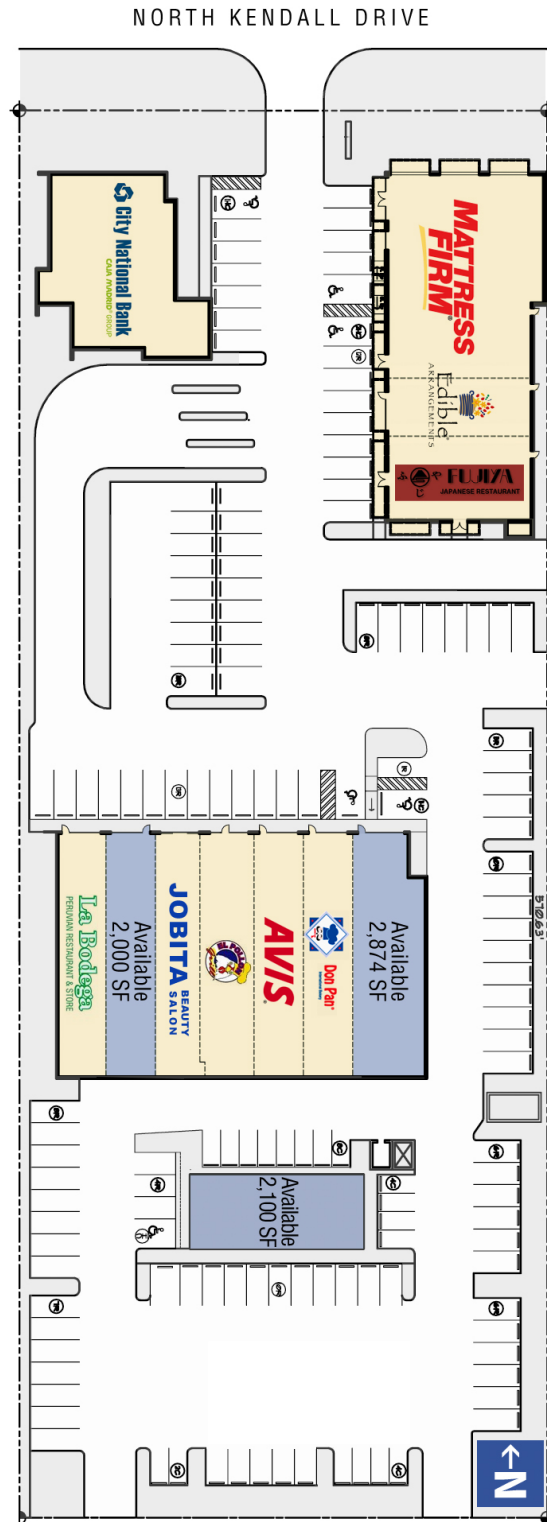 NORTH KENDALL DRIVE
City National Bank
CAJA MADRID GROUP
MATTRESS
FIRM
Edible
ARRANGEMENTS
FUJIYA
JAPANESE RESTAURANT
570.63'
La Bodega
PERUVIAN RESTAURANT & STORE
Available
2,000 SF
JOBITA BEAUTY
SALON
AVIS
Don Pan
Available
2,874 SF
Available
2,100 SF
N